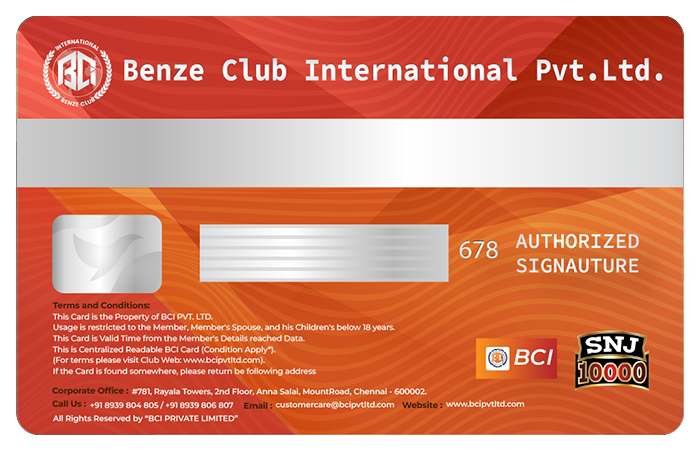 INTERNATIONAL
BCI
BENZE CLUB
Benze Club International Pvt.Ltd.
678
AUTHORIZED
SIGNAUTURE
Terms and Conditions:
This Card is the Property of BCI PVT. LTD.
Usage is restricted to the Member, Member's Spouse, and his Children's below 18 years.
This Card is Valid Time from the Member's Details reached Data.
This is Centralized Readable BCI Card (Condition Apply*).
(For terms please visit Club Web: www.bcipvtltd.com).
If the Card is found somewhere, please return be following address
BCI
SNJ
10000
Corporate Office : #781, Rayala Towers, 2nd Floor, Anna Salai, MountRoad, Chennai - 600002.
Call Us : +91 8939 804 805 / +91 8939 806 807 Email : customercare@bcipvtltd.com Website : www.bcipvtltd.com
All Rights Reserved by “BCI PRIVATE LIMITED”